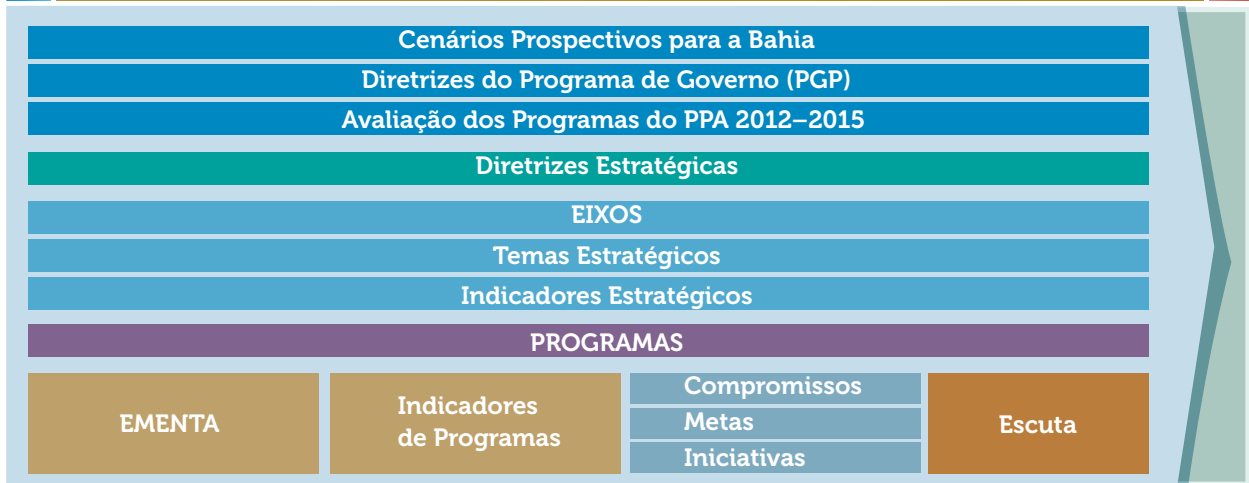 Cenários Prospectivos para a Bahia
Diretrizes do Programa de Governo (PGP)
Avaliação dos Programas do PPA 2012–2015
Diretrizes Estratégicas
EIXOS
Temas Estratégicos
Indicadores Estratégicos
PROGRAMAS
EMENTA
Indicadores
de Programas
Compromissos
Metas
Iniciativas
Escuta